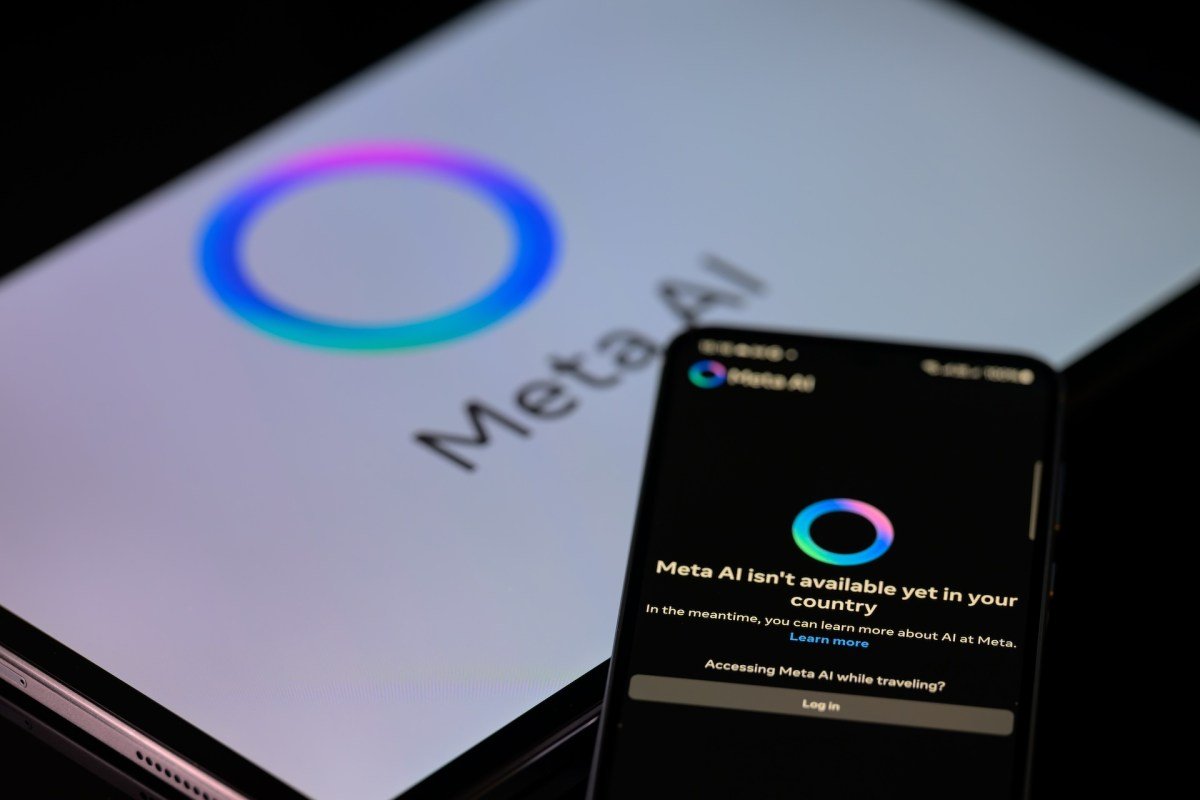 Meta AI
Meta AI
Meta AI isn't available yet in your
country
In the meantime, you can learn more about AI at Meta.
Learn more
Accessing Meta AI while traveling?
Log in